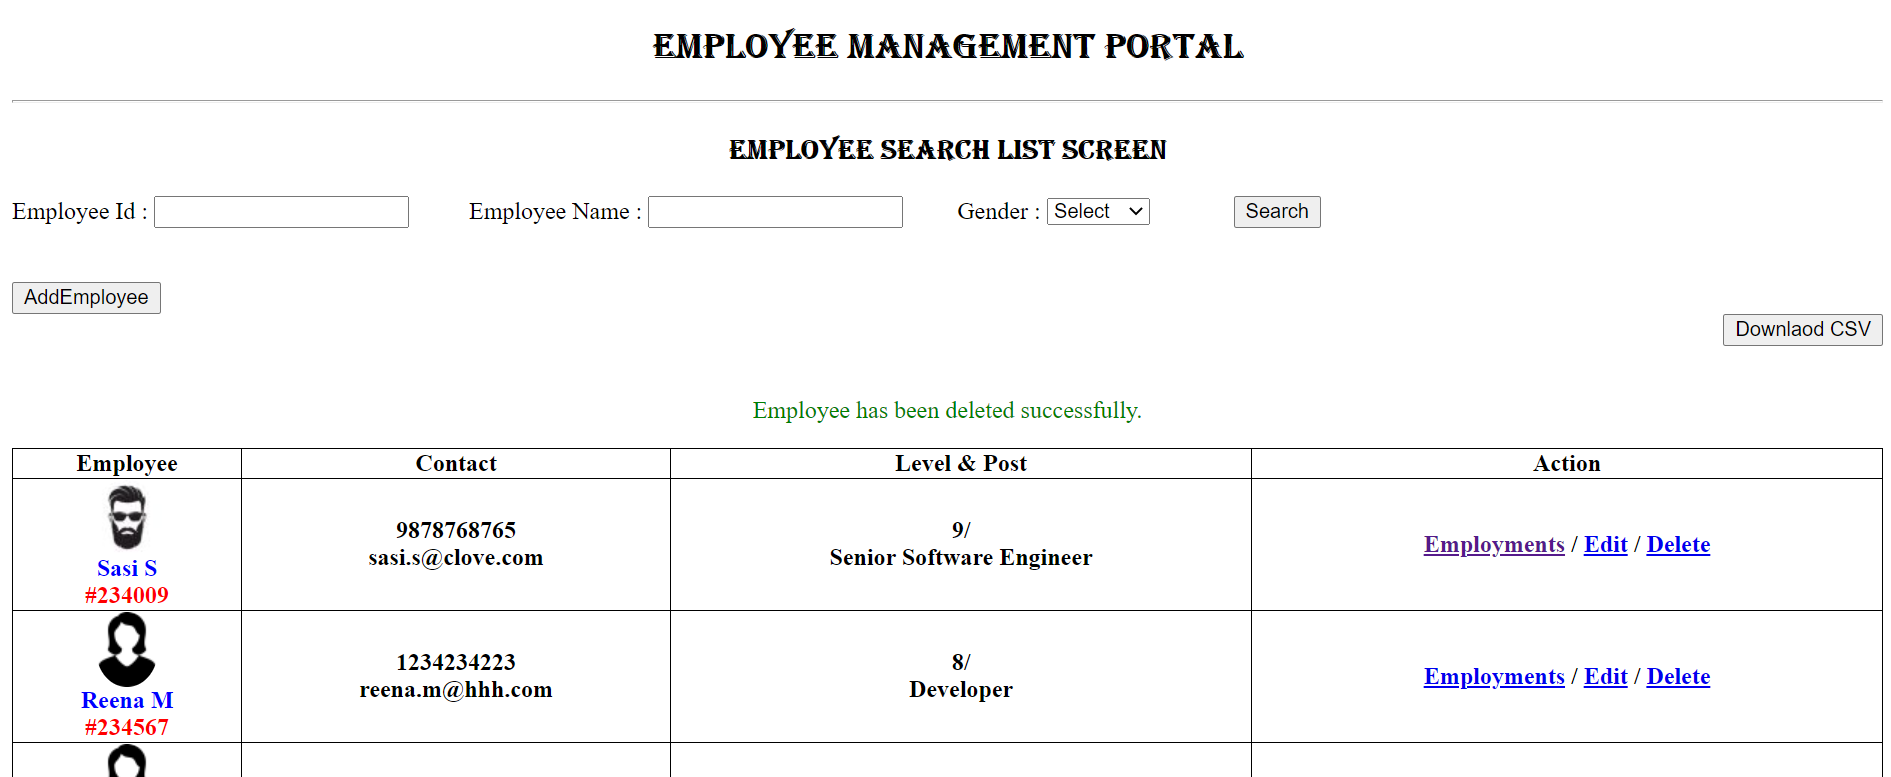 EMPLOYEE MANAGEMENT PORTAL
EMPLOYEE SEARCH LIST SCREEN
Employee Id : Employee Name : Gender : Select Search
AddEmployee
Downlaod CSV
Employee has been deleted successfully.
Employee Contact Level & Post Action
Sasi S
#234009
9878768765
sasi.s@clove.com
9/
Senior Software Engineer
Employments / Edit / Delete
Reena M
#234567
1234234223
reena.m@hhh.com
8/
Developer
Employments / Edit / Delete